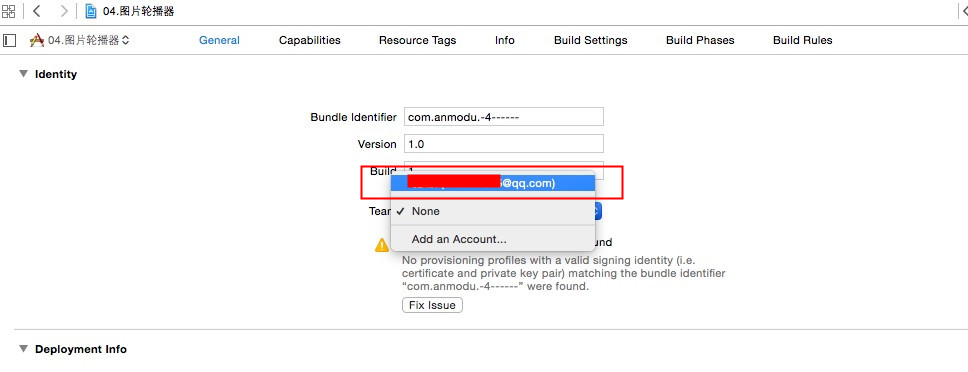 04.图片轮播器
04.图片轮播器 General Capabilities Resource Tags Info Build Settings Build Phases Build Rules
Identity
Bundle Identifier com.anmodu.-4------
Version 1.0
Build 1
@qq.com)
Team ✓ None
Add an Account...
No provisioning profiles with a valid signing identity (i.e.
certificate and private key pair) matching the bundle identifier
“com.anmodu.-4------” were found.
Fix Issue
Deployment Info